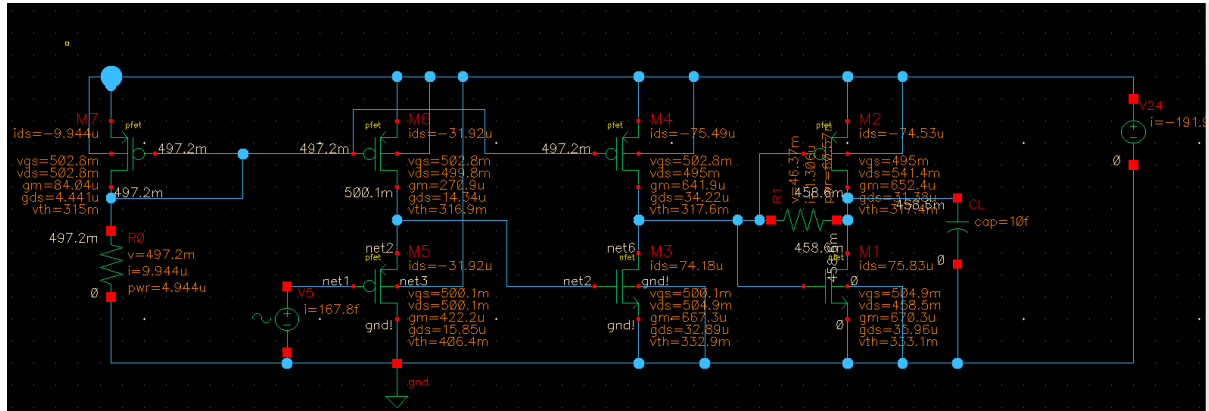 M7
pfet
ids=-9.944u
vgs=502.8m
vds=502.8m
gm=84.04u
gds=4.441u
vth=315m
497.2m
497.2m
497.2m
R0
v=497.2m
i=9.944u
pwr=4.944u
0
M6
pfet
ids=-31.92u
497.2m
vgs=502.8m
vds=499.8m
gm=270.9u
gds=14.34u
vth=316.9m
500.1m
net2
M5
pfet
ids=-31.92u
net1
net3
vgs=500.1m
vds=500.1m
gm=422.2u
gds=15.85u
vth=406.4m
gnd!
V5
i=167.8f
gnd
M4
pfet
ids=-75.49u
497.2m
vgs=502.8m
vds=495m
gm=641.9u
gds=34.22u
vth=317.6m
net6
M3
nfet
ids=74.18u
net2
gnd!
vgs=500.1m
vds=504.9m
gm=667.3u
gds=32.89u
vth=332.9m
gnd!
R1
M2
pfet
ids=-74.53u
vgs=495m
vds=541.4m
gm=652.4u
458.6m
458.6m
458.6m
458.6m
M1
nfet
ids=75.83u
0
vgs=504.9m
vds=458.5m
gm=670.3u
vth=333.1m
0
CL
cap=10f
0
V24
0